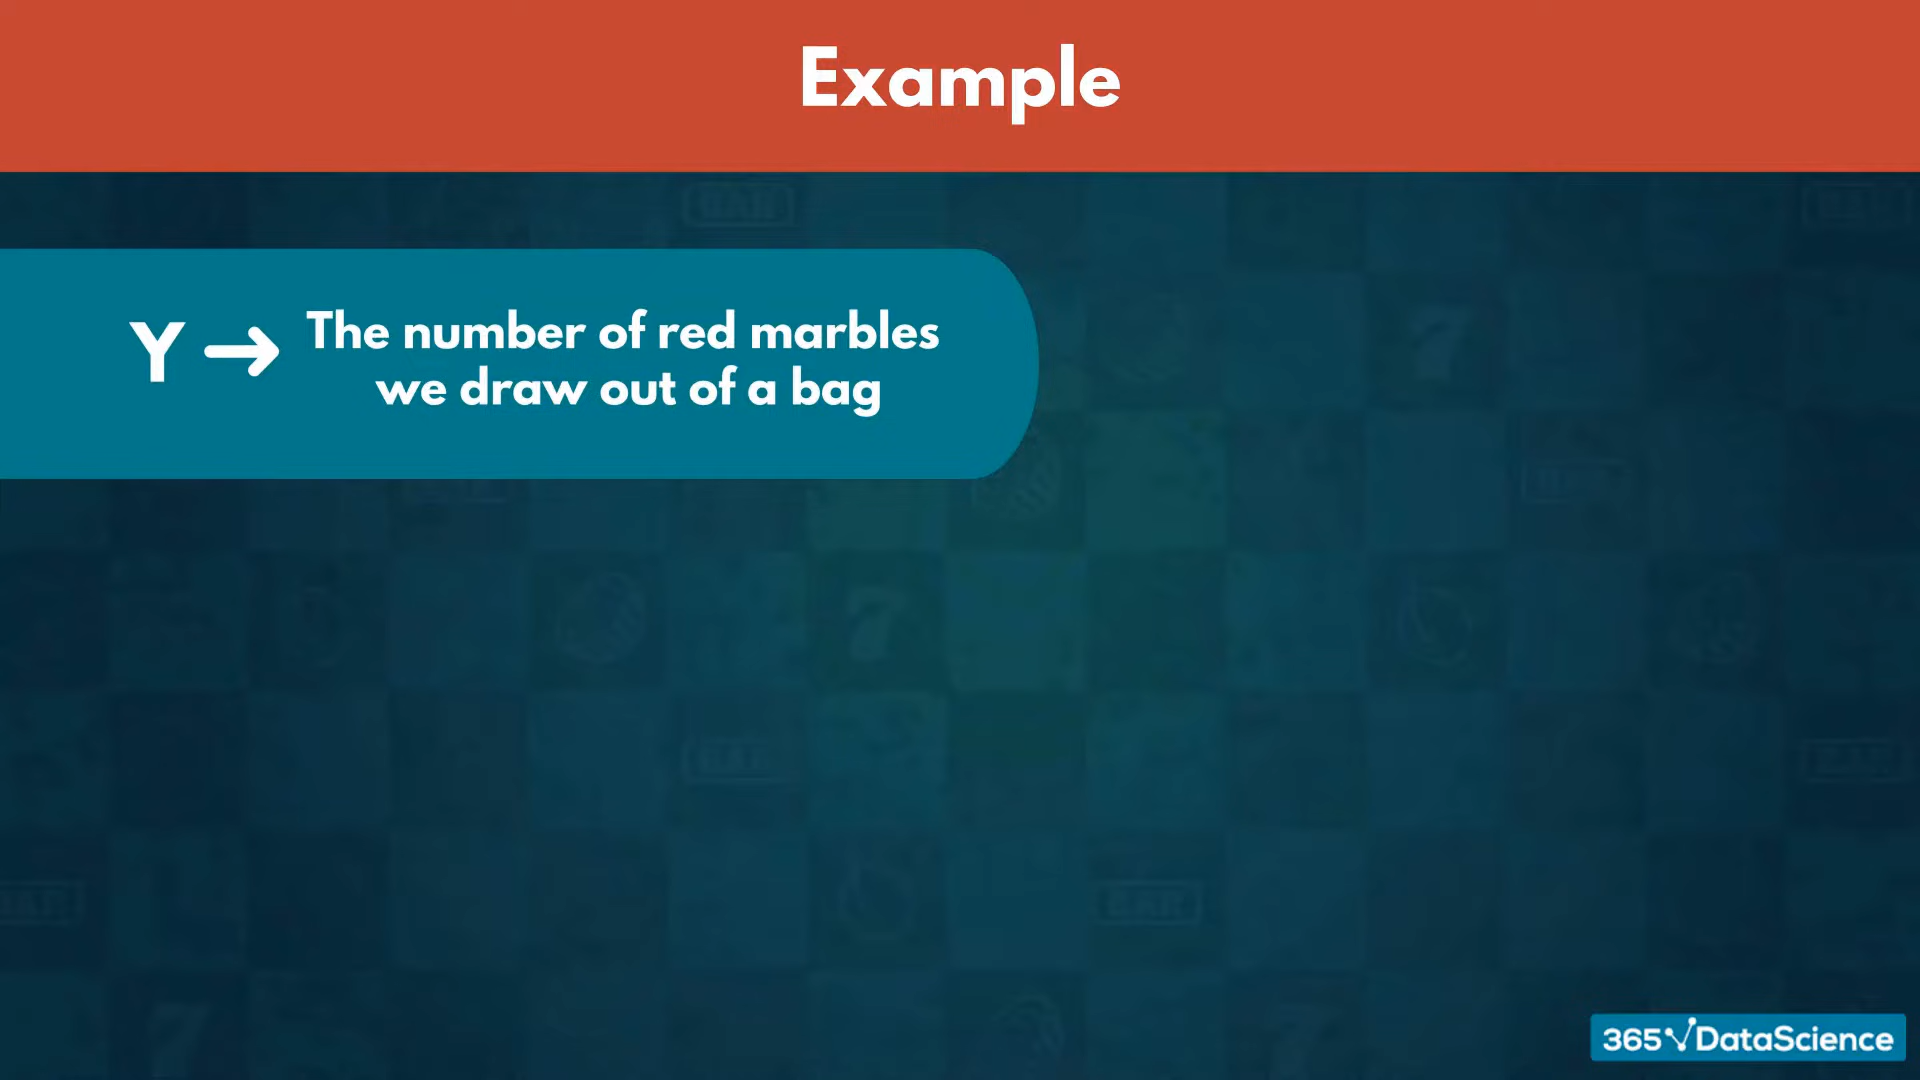 Example
Y → The number of red marbles
we draw out of a bag
365 DataScience